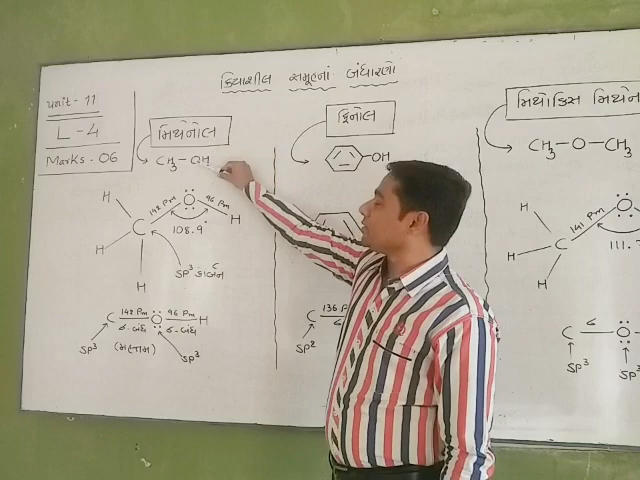 ક્રિયાશીલ સમૂહનાં બંધારણો
unit - 11
L - 4
Marks - 06
મિથેનોલ
CH₃ - OH
H
142 Pm
O
96 Pm
H
108.9°
H
C
H
SP³ કાર્બન
C 142 Pm O 96 Pm H
σ-બંધ σ-બંધ
SP³
SP³
ફિનોલ
OH
C 136 P
σ
SP²
CH₃ - O - CH₃
H
141 Pm
O
H
C
111.
H
C σ O
SP³
SP³